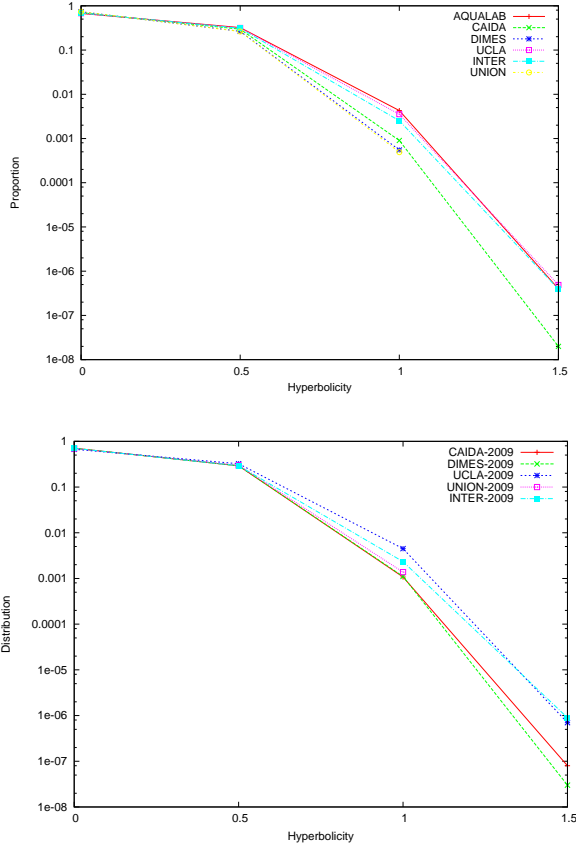 1
0.1
0.01
0.001
0.0001
1e-05
1e-06
1e-07
1e-08
0
0.5
1
1.5
Proportion
Hyperbolicity
AQUALAB
CAIDA
DIMES
UCLA
INTER
UNION
1
0.1
0.01
0.001
0.0001
1e-05
1e-06
1e-07
1e-08
0
0.5
1
1.5
Distribution
Hyperbolicity
CAIDA-2009
DIMES-2009
UCLA-2009
UNION-2009
INTER-2009